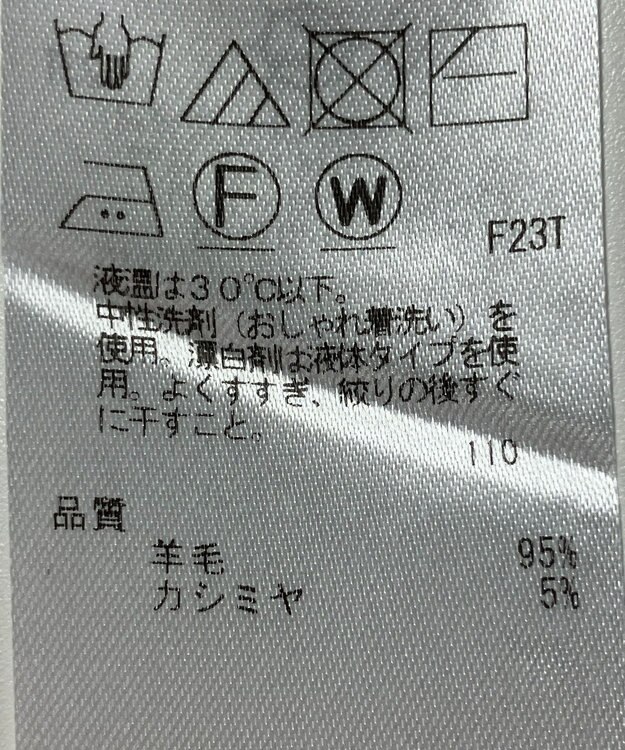 F
W
F23T
液温は30℃以下。
中性洗剤（おしゃれ着洗い）を
使用。漂白剤は液体タイプを使
用。よくすすぎ、絞りの後すぐ
に干すこと。
110
品質
羊毛 95%
カシミヤ 5%